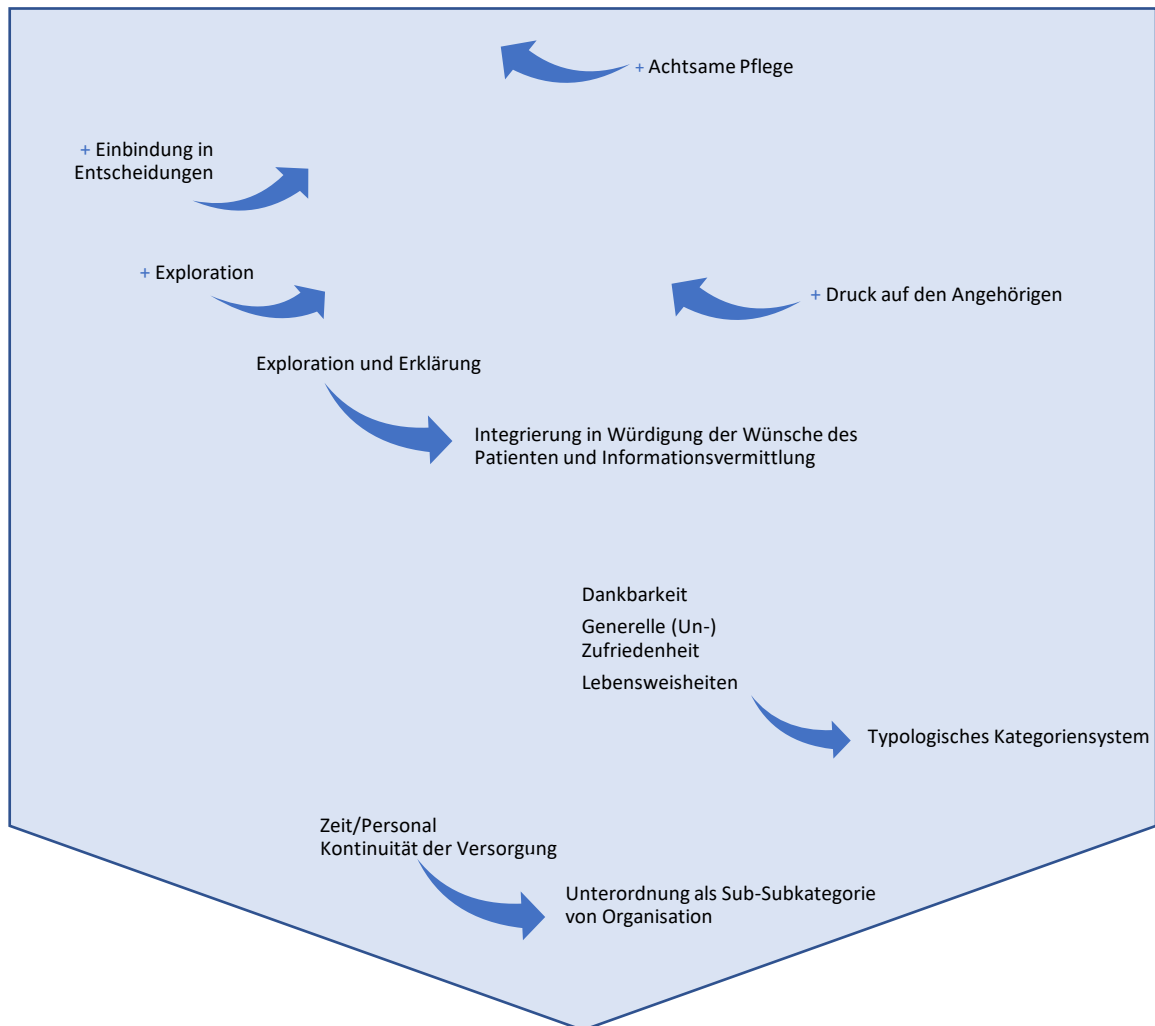 + Achtsame Pflege
+ Einbindung in
Entscheidungen
+ Exploration
+ Druck auf den Angehörigen
Exploration und Erklärung
Integrierung in Würdigung der Wünsche des
Patienten und Informationsvermittlung
Dankbarkeit
Generelle (Un-)
Zufriedenheit
Lebensweisheiten
Typologisches Kategoriensystem
Zeit/Personal
Kontinuität der Versorgung
Unterordnung als Sub-Subkategorie
von Organisation